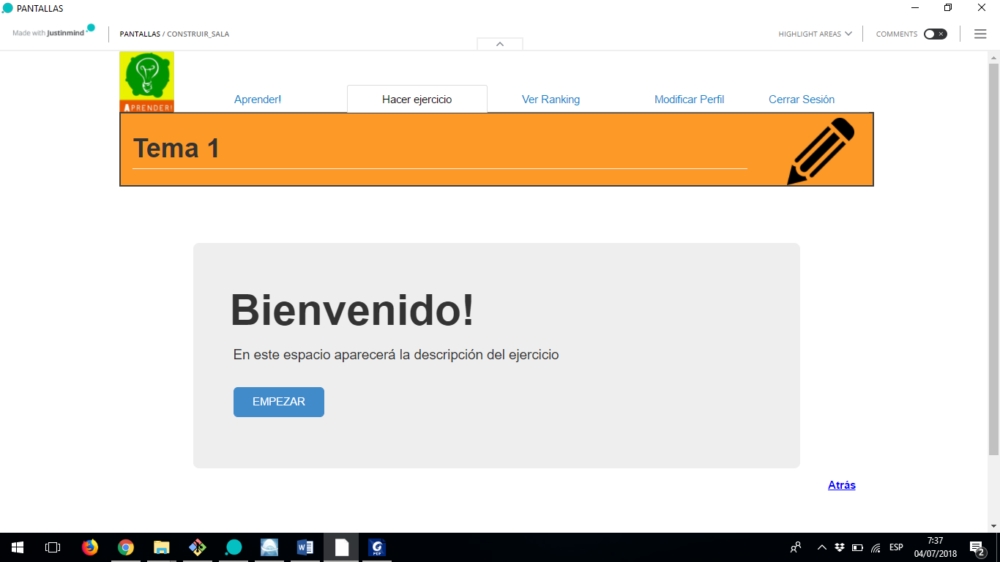 PANTALLAS
Made with Justinmind
PANTALLAS / CONSTRUIR_SALA
HIGHLIGHT AREAS
COMMENTS
APRENDER!
Aprender!
Hacer ejercicio
Ver Ranking
Modificar Perfil
Cerrar Sesión
Tema 1
Bienvenido!
En este espacio aparecerá la descripción del ejercicio
EMPEZAR
Atrás
W
G
PDF
ESP
7:37
04/07/2018
2